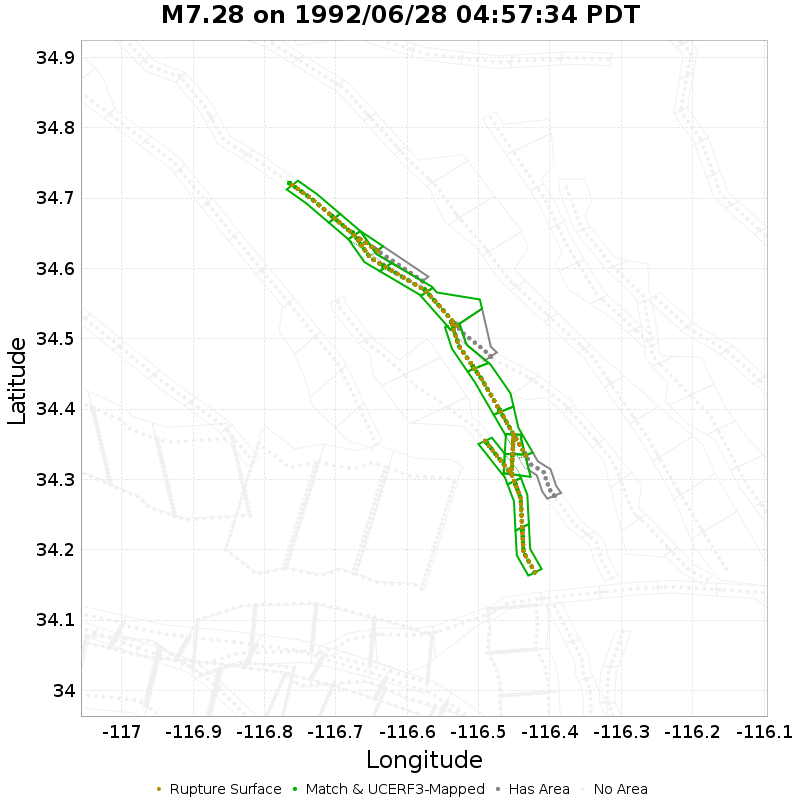 M7.28 on 1992/06/28 04:57:34 PDT
Latitude
34.9
34.8
34.7
34.6
34.5
34.4
34.3
34.2
34.1
34
-117 -116.9 -116.8 -116.7 -116.6 -116.5 -116.4 -116.3 -116.2 -116.1
Longitude
Rupture Surface Match & UCERF3-Mapped Has Area No Area